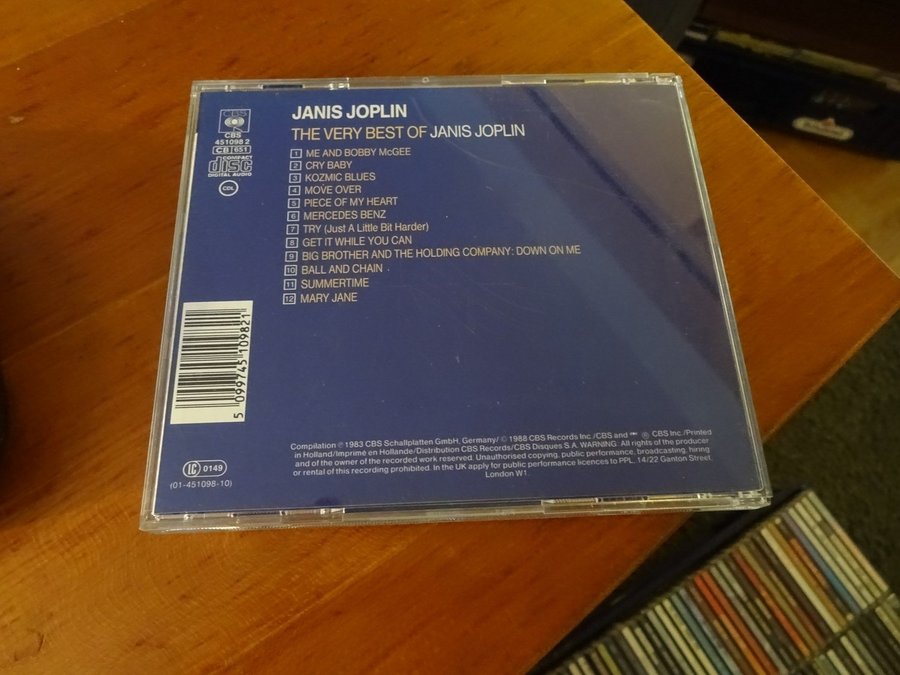 CBS
CBS
451098 2
CB 651
COMPACT
disc
DIGITAL AUDIO
CDL
JANIS JOPLIN
THE VERY BEST OF JANIS JOPLIN
1 ME AND BOBBY McGEE
2 CRY BABY
3 KOZMIC BLUES
4 MOVE OVER
5 PIECE OF MY HEART
6 MERCEDES BENZ
7 TRY (Just A Little Bit Harder)
8 GET IT WHILE YOU CAN
9 BIG BROTHER AND THE HOLDING COMPANY: DOWN ON ME
10 BALL AND CHAIN
11 SUMMERTIME
12 MARY JANE
5 099745 109821
LC 0149
(01-451098-10)
Compilation ℗ 1983 CBS Schallplatten GmbH, Germany/ © 1988 CBS Records Inc./CBS and ® CBS Inc./Printed
in Holland/Imprimé en Hollande/Distribution CBS Records/CBS Disques S.A. WARNING. All rights of the producer
and of the owner of the recorded work reserved. Unauthorised copying, public performance, broadcasting, hiring
or rental of this recording prohibited. In the UK apply for public performance licences to PPL, 14/22 Ganton Street,
London W1.